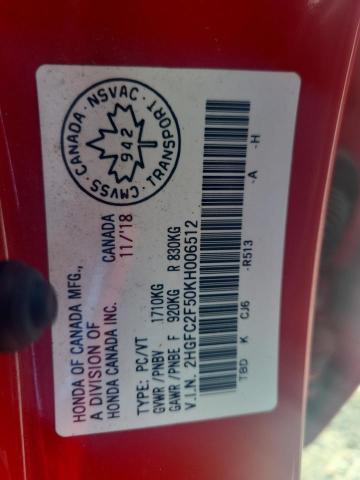 HONDA OF CANADA MFG.,
A DIVISION OF
HONDA CANADA INC.
CANADA
11/'18
TYPE: PC/VT
GVWR/PNBV 1710KG
GAWR/PNBE F 920KG R 830KG
V.I.N. 2HGFC2F50KH006512
TBD K CJ6 -R513 -A -H
CMVSS·CANADA·NSVAC·TRANSPORT
942